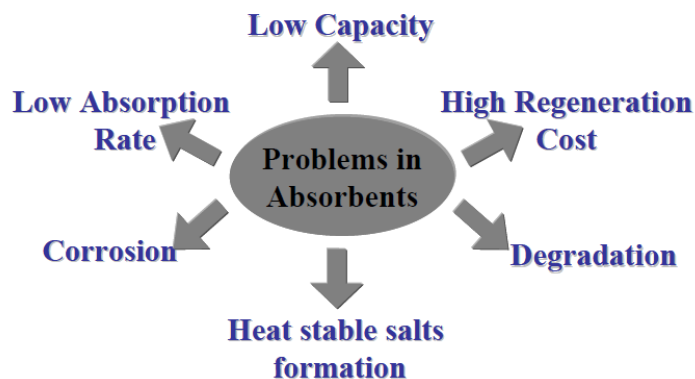 Low Capacity
Low Absorption
Rate
High Regeneration
Cost
Problems in
Absorbents
Corrosion
Degradation
Heat stable salts
formation